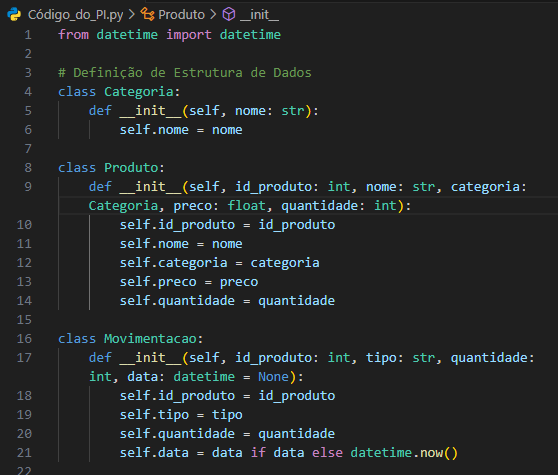 Código_do_PI.py > Produto > __init__
1 from datetime import datetime
2
3 # Definição de Estrutura de Dados
4 class Categoria:
5     def __init__(self, nome: str):
6         self.nome = nome
7
8 class Produto:
9     def __init__(self, id_produto: int, nome: str, categoria:
    Categoria, preco: float, quantidade: int):
10         self.id_produto = id_produto
11         self.nome = nome
12         self.categoria = categoria
13         self.preco = preco
14         self.quantidade = quantidade
15
16 class Movimentacao:
17     def __init__(self, id_produto: int, tipo: str, quantidade:
    int, data: datetime = None):
18         self.id_produto = id_produto
19         self.tipo = tipo
20         self.quantidade = quantidade
21         self.data = data if data else datetime.now()
22